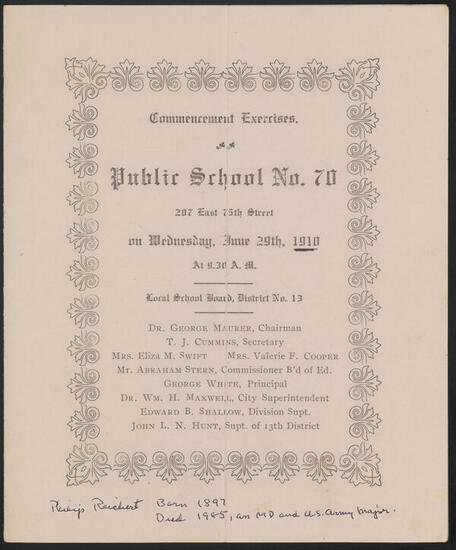 Commencement Exercises.
Public School No. 70
207 East 75th Street
on Wednesday, June 29th, 1910
At 9.30 A. M.
Local School Board, District No. 13
DR. GEORGE MAURER, Chairman
T. J. CUMMINS, Secretary
MRS. ELIZA M. SWIFT MRS. VALERIE F. COOPER
MR. ABRAHAM STERN, Commissioner B'd of Ed.
GEORGE WHITE, Principal
DR. WM. H. MAXWELL, City Superintendent
EDWARD B. SHALLOW, Division Supt.
JOHN L. N. HUNT, Supt. of 13th District
Reichert Born 1897
Died 1985, an MD and U.S. Army Major.